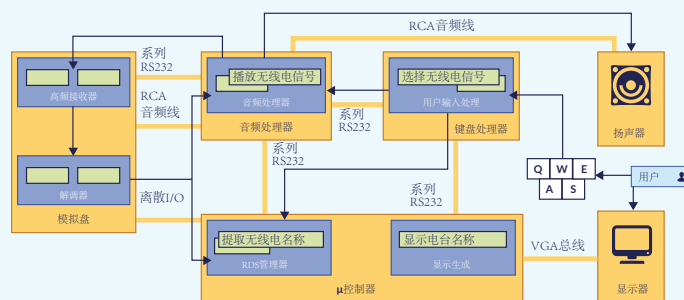 RCA音频线
系列
RS232
播放无线电信号
选择无线电信号
高频接收器
音频处理器
用户输入处理
RCA
音频线
系列
RS232
音频处理器
键盘处理器
扬声器
系列
RS232
Q W E
A S
用户
解调器
离散I/O
系列
RS232
模拟盘
提取无线电名称
显示电台名称
VGA总线
RDS管理器
显示生成
μ控制器
显示器